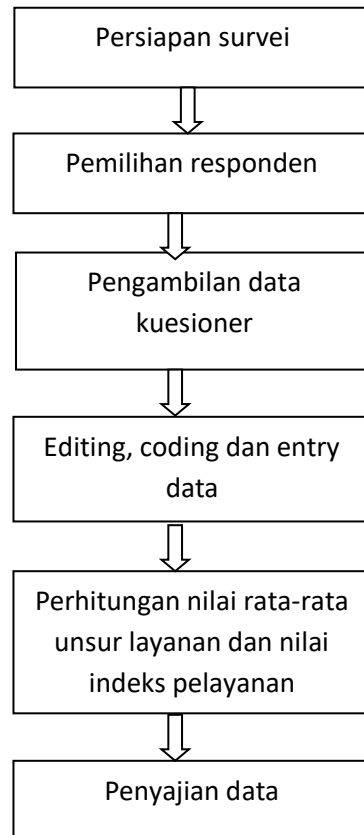 Persiapan survei
Pemilihan responden
Pengambilan data
kuesioner
Editing, coding dan entry
data
Perhitungan nilai rata-rata
unsur layanan dan nilai
indeks pelayanan
Penyajian data